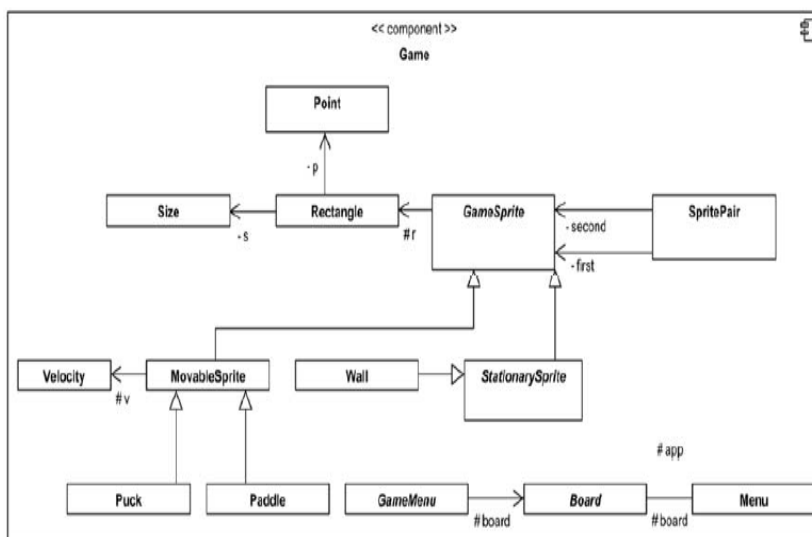 << component >>
Game
Point
- p
Size
Rectangle
GameSprite
SpritePair
- s
# r
- second
- first
Velocity
MovableSprite
Wall
StationarySprite
# v
# app
Puck
Paddle
GameMenu
Board
Menu
# board
# board